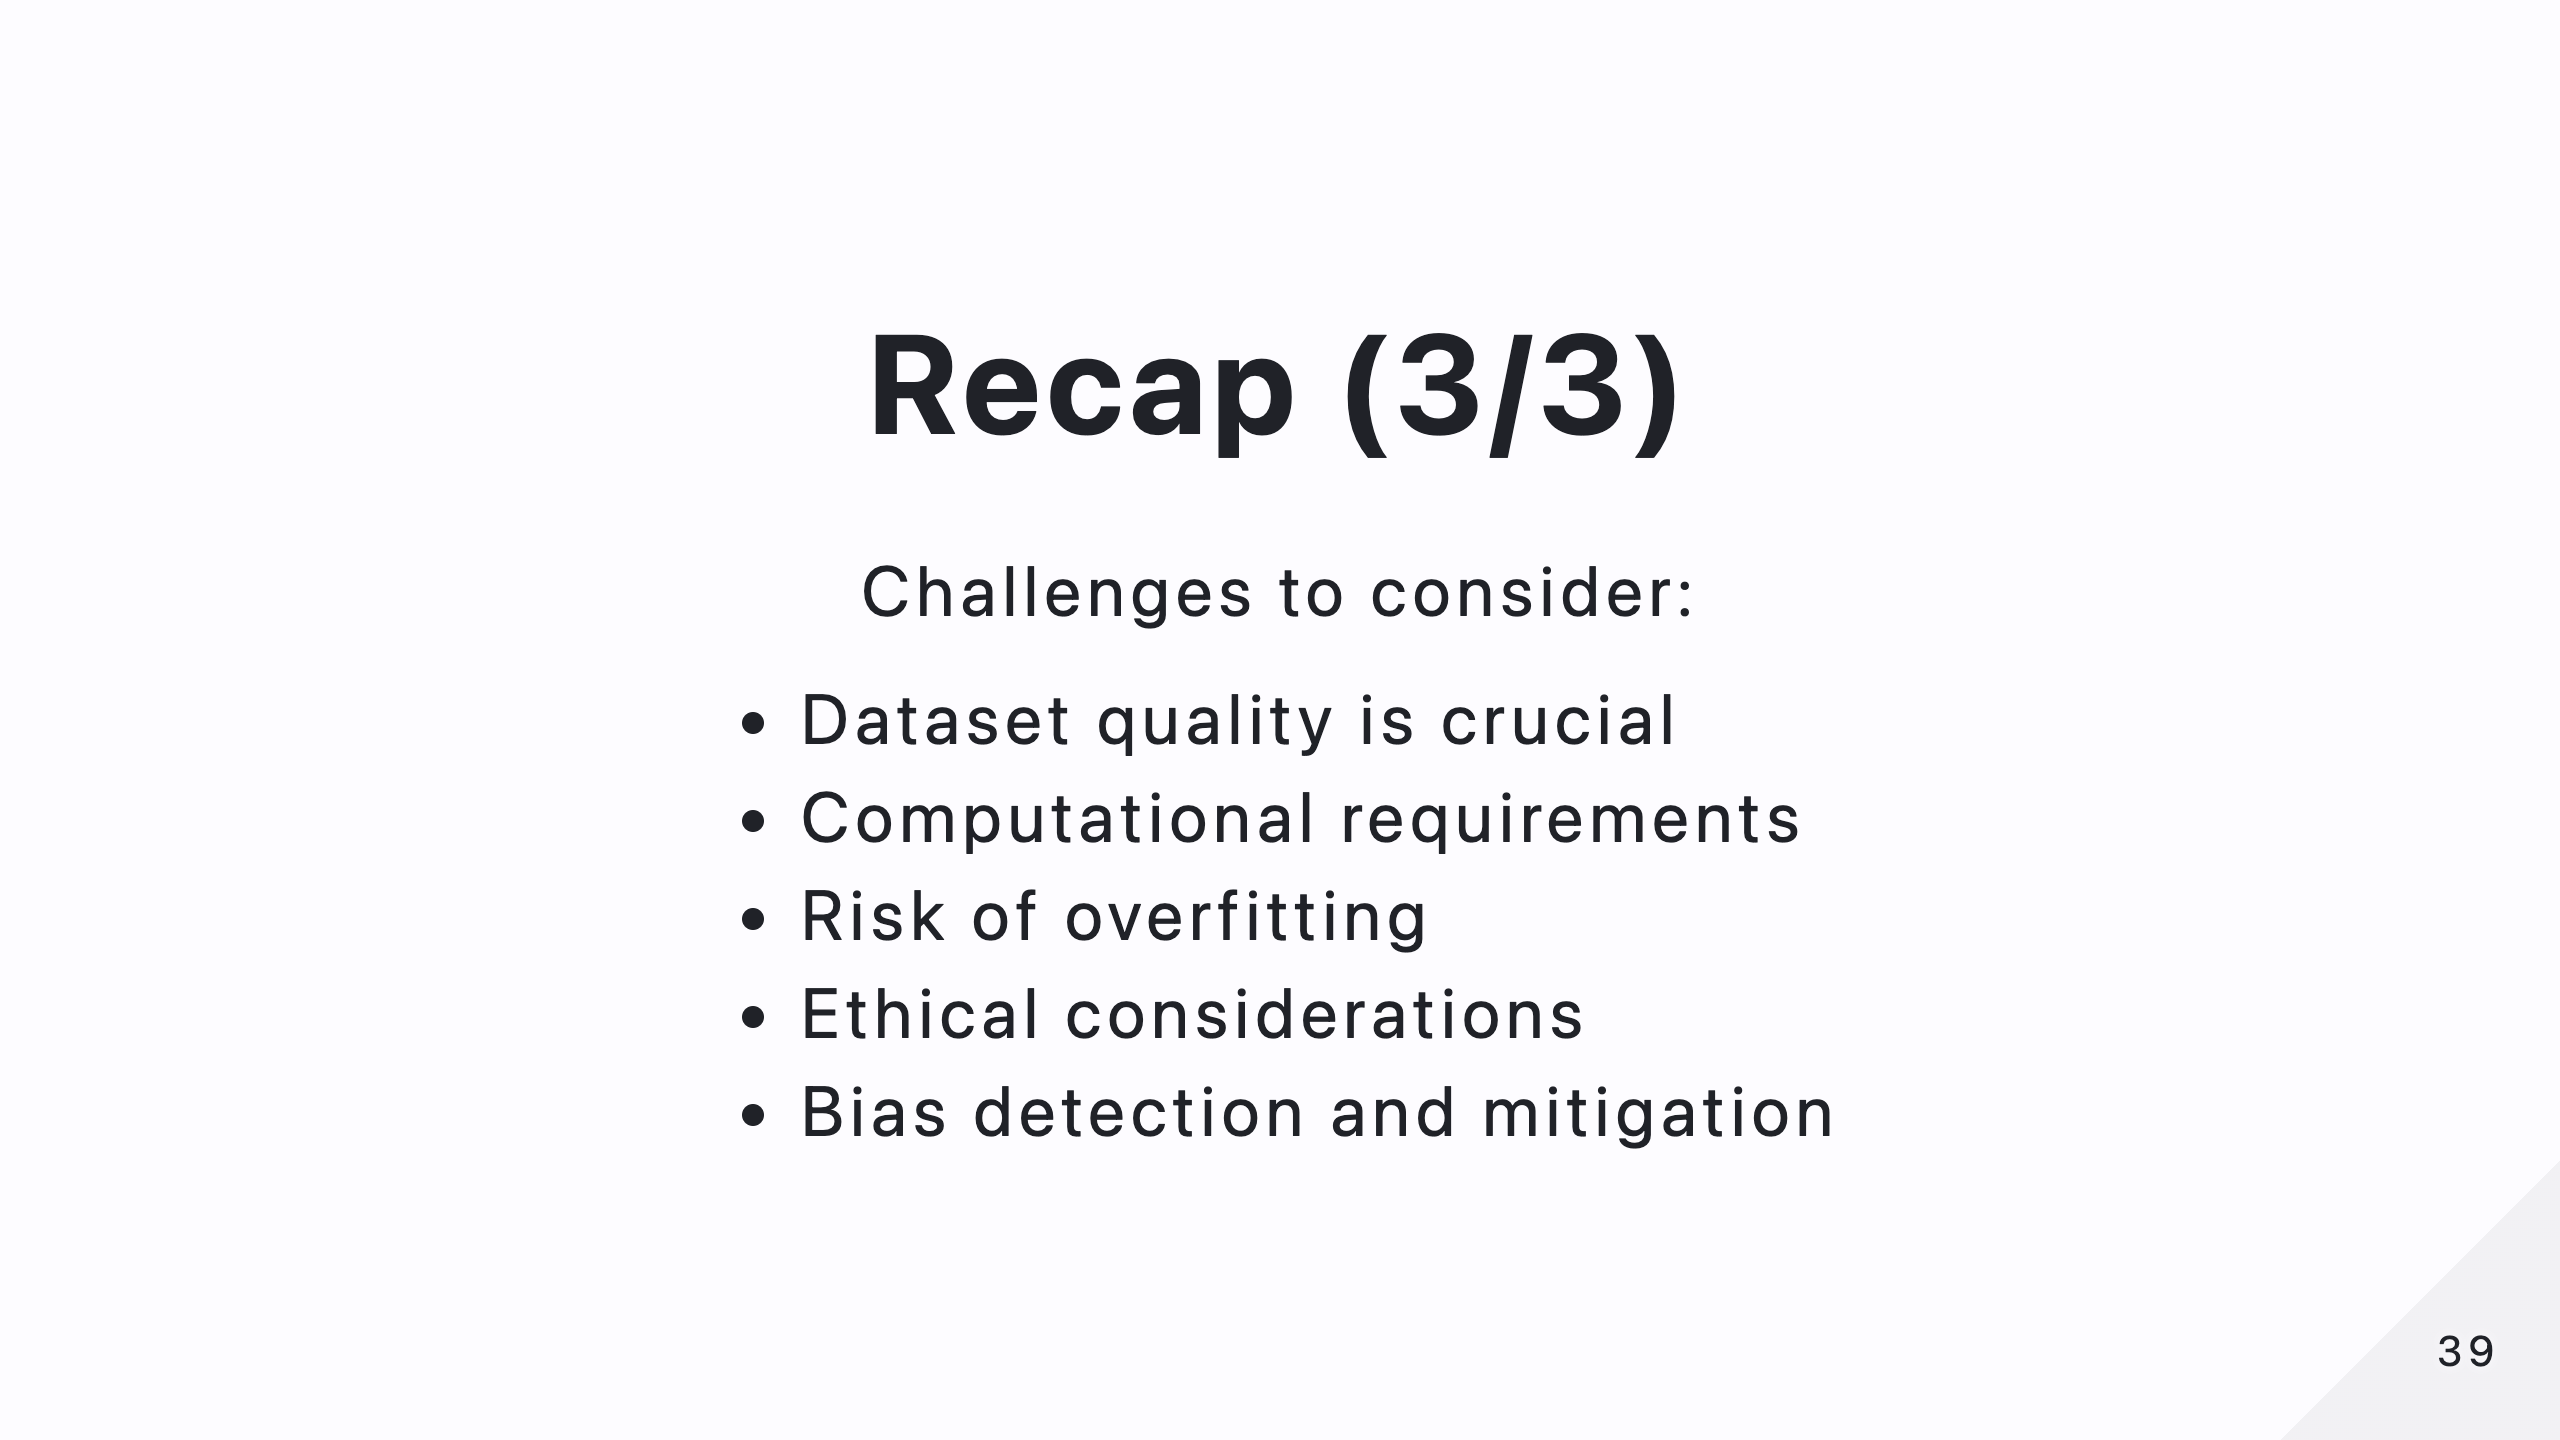 Recap (3/3)
Challenges to consider:
• Dataset quality is crucial
• Computational requirements
• Risk of overfitting
• Ethical considerations
• Bias detection and mitigation
39